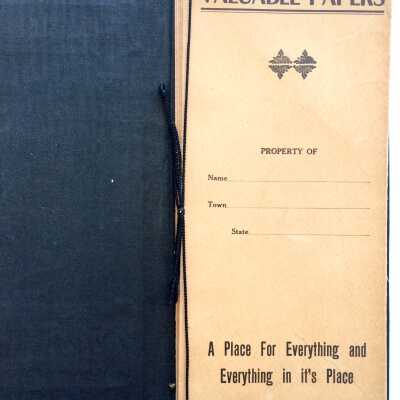 VALUABLE PAPERS
PROPERTY OF
Name
Town
State
A Place For Everything and
Everything in it's Place